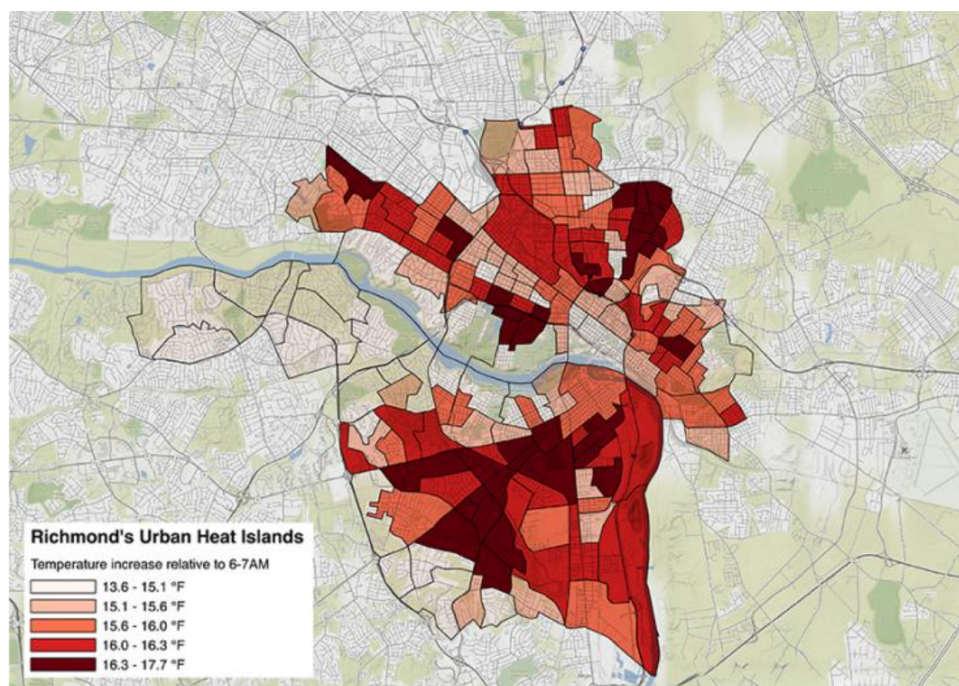 Richmond's Urban Heat Islands
Temperature increase relative to 6-7AM
13.6 - 15.1 °F
15.1 - 15.6 °F
15.6 - 16.0 °F
16.0 - 16.3 °F
16.3 - 17.7 °F